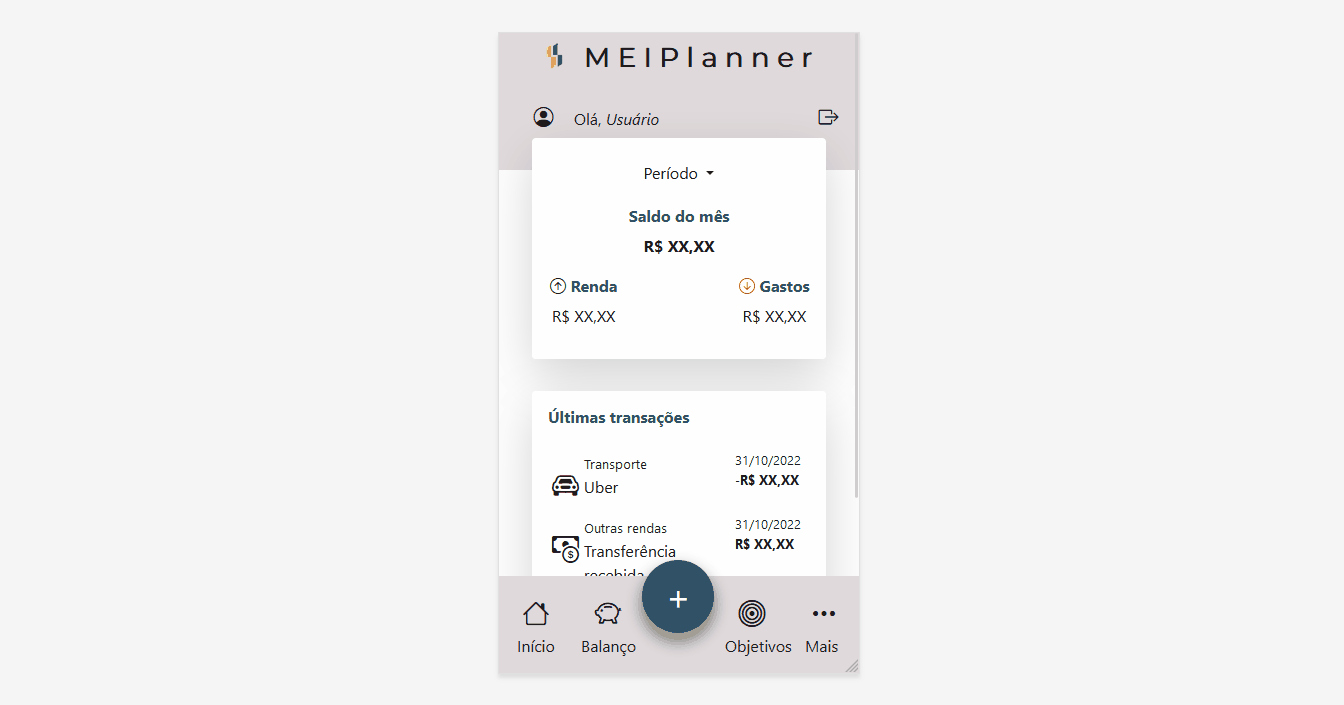 MEIPlanner
Olá, Usuário
Período
Saldo do mês
R$ XX,XX
Renda
Gastos
R$ XX,XX
R$ XX,XX
Últimas transações
Transporte
31/10/2022
Uber
-R$ XX,XX
Outras rendas
31/10/2022
Transferência
R$ XX,XX
recebida
+
Início
Balanço
Objetivos
Mais